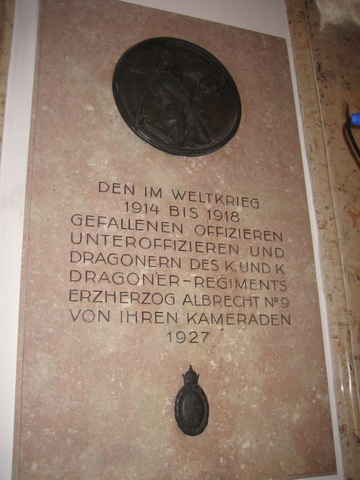 DEN IM WELTKRIEG
1914 BIS 1918
GEFALLENEN OFFIZIEREN
UNTEROFFIZIEREN UND
DRAGONERN DES K. UND K.
DRAGONER-REGIMENTS
ERZHERZOG ALBRECHT Nº 9
VON IHREN KAMERADEN
1927